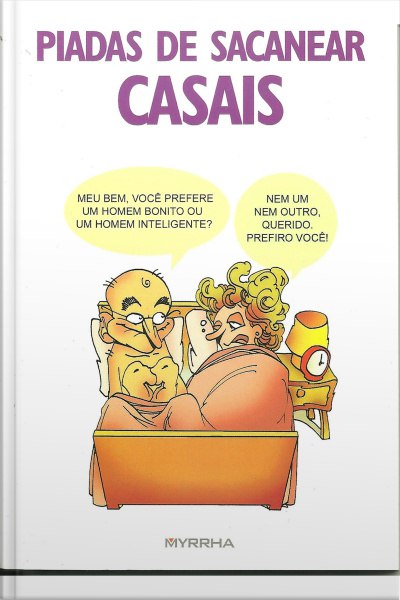 PIADAS DE SACANEAR
CASAIS
MEU BEM, VOCÊ PREFERE
UM HOMEM BONITO OU
UM HOMEM INTELIGENTE?
NEM UM
NEM OUTRO,
QUERIDO.
PREFIRO VOCÊ!
MYRRHA